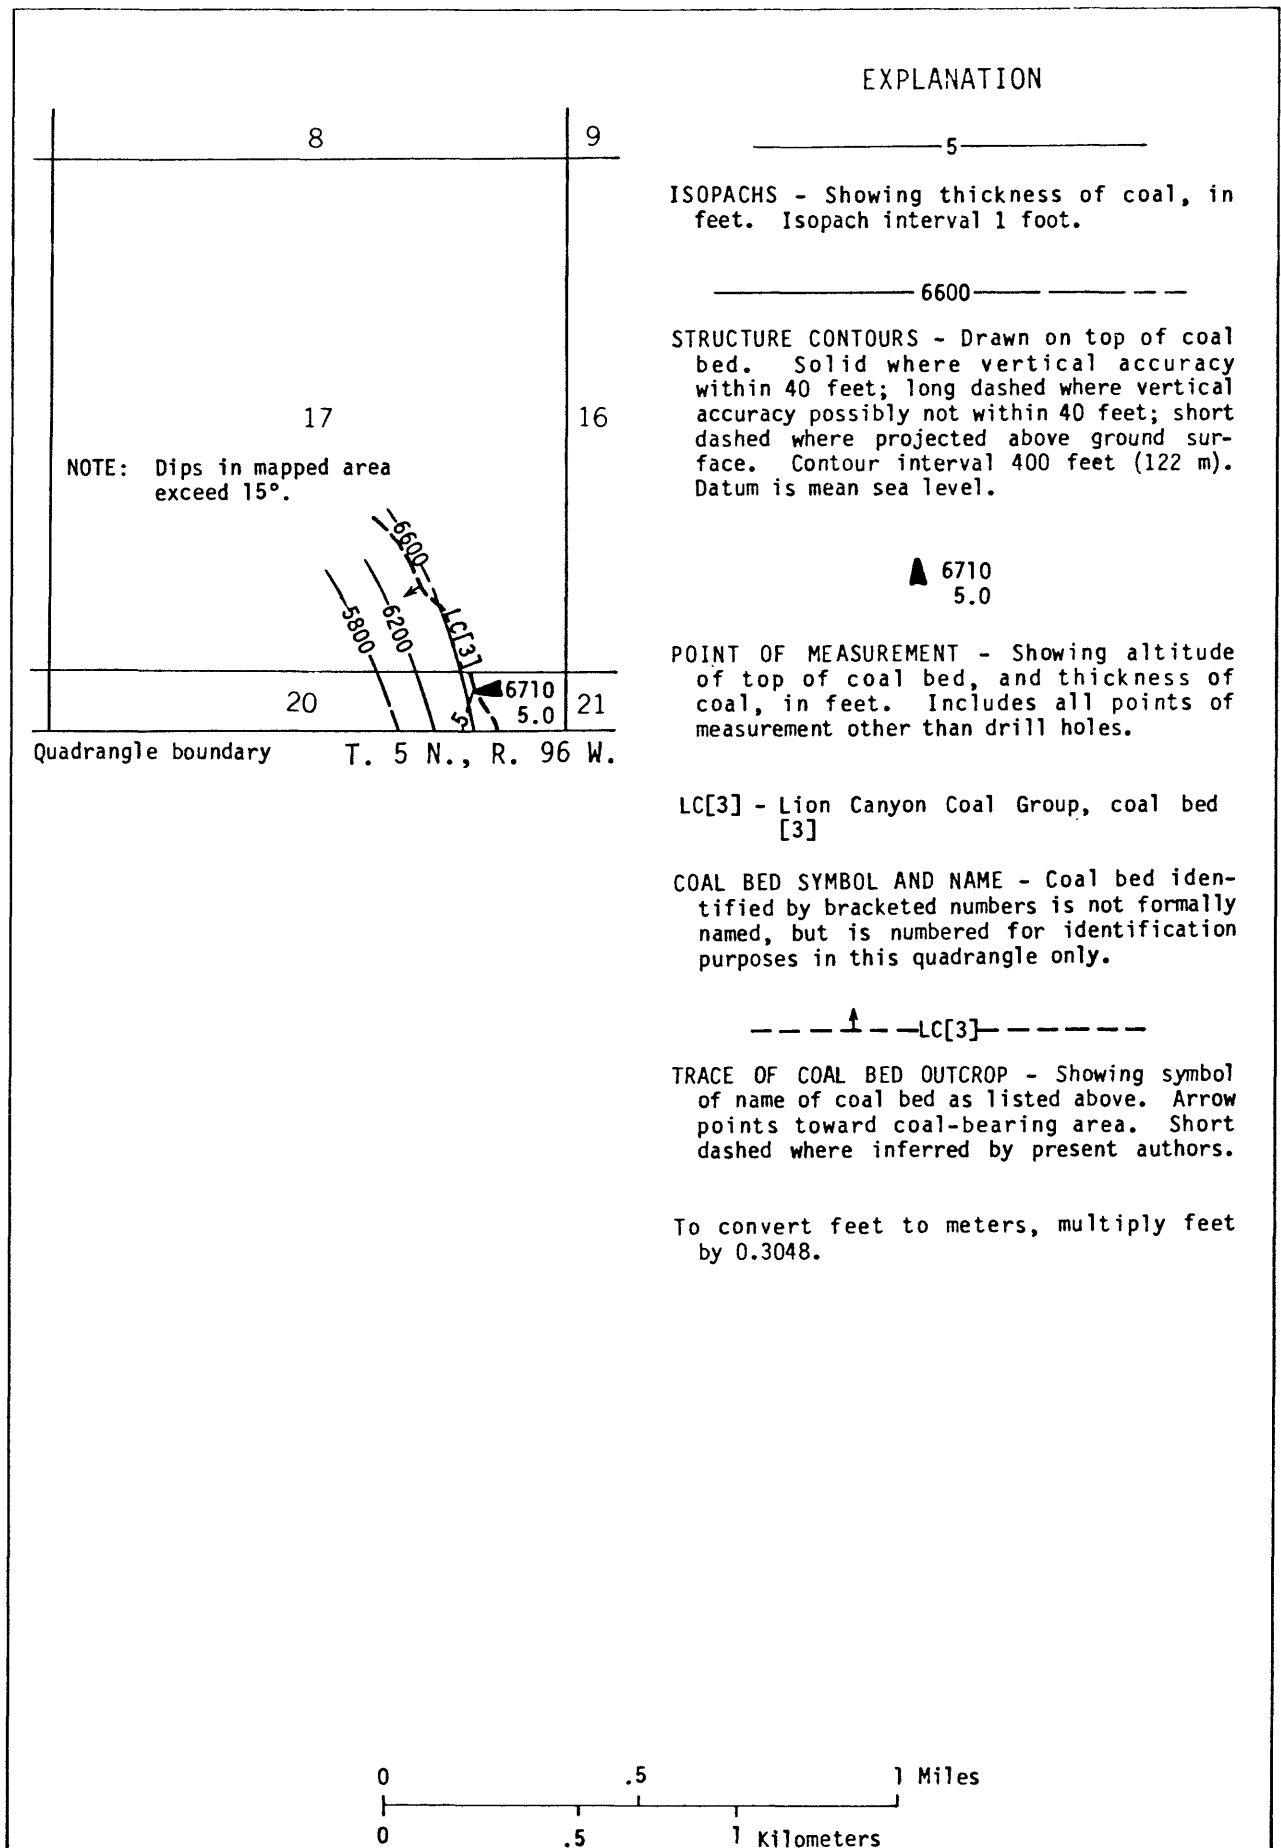 EXPLANATION
8
9
17
16
NOTE: Dips in mapped area
exceed 15°.
6600
6200
5800
LC[3]
6710
5.0
5
20
21
Quadrangle boundary
T. 5 N., R. 96 W.
5
ISOPACHS - Showing thickness of coal, in
feet. Isopach interval 1 foot.
6600
STRUCTURE CONTOURS - Drawn on top of coal
bed. Solid where vertical accuracy
within 40 feet; long dashed where vertical
accuracy possibly not within 40 feet; short
dashed where projected above ground sur-
face. Contour interval 400 feet (122 m).
Datum is mean sea level.
6710
5.0
POINT OF MEASUREMENT - Showing altitude
of top of coal bed, and thickness of
coal, in feet. Includes all points of
measurement other than drill holes.
LC[3] - Lion Canyon Coal Group, coal bed
[3]
COAL BED SYMBOL AND NAME - Coal bed iden-
tified by bracketed numbers is not formally
named, but is numbered for identification
purposes in this quadrangle only.
LC[3]
TRACE OF COAL BED OUTCROP - Showing symbol
of name of coal bed as listed above. Arrow
points toward coal-bearing area. Short
dashed where inferred by present authors.
To convert feet to meters, multiply feet
by 0.3048.
0 .5 1 Miles
0 .5 1 Kilometers